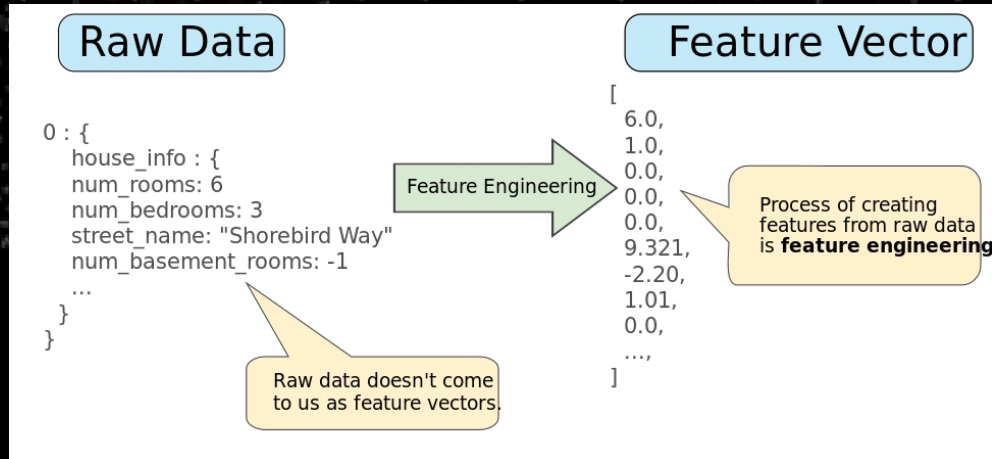 Raw Data
Feature Vector
0 : {
house_info : {
num_rooms: 6
num_bedrooms: 3
street_name: "Shorebird Way"
num_basement_rooms: -1
...
}
}
Raw data doesn't come
to us as feature vectors.
Feature Engineering
[
6.0,
1.0,
0.0,
0.0,
0.0,
9.321,
-2.20,
1.01,
0.0,
...,
]
Process of creating
features from raw data
is feature engineering